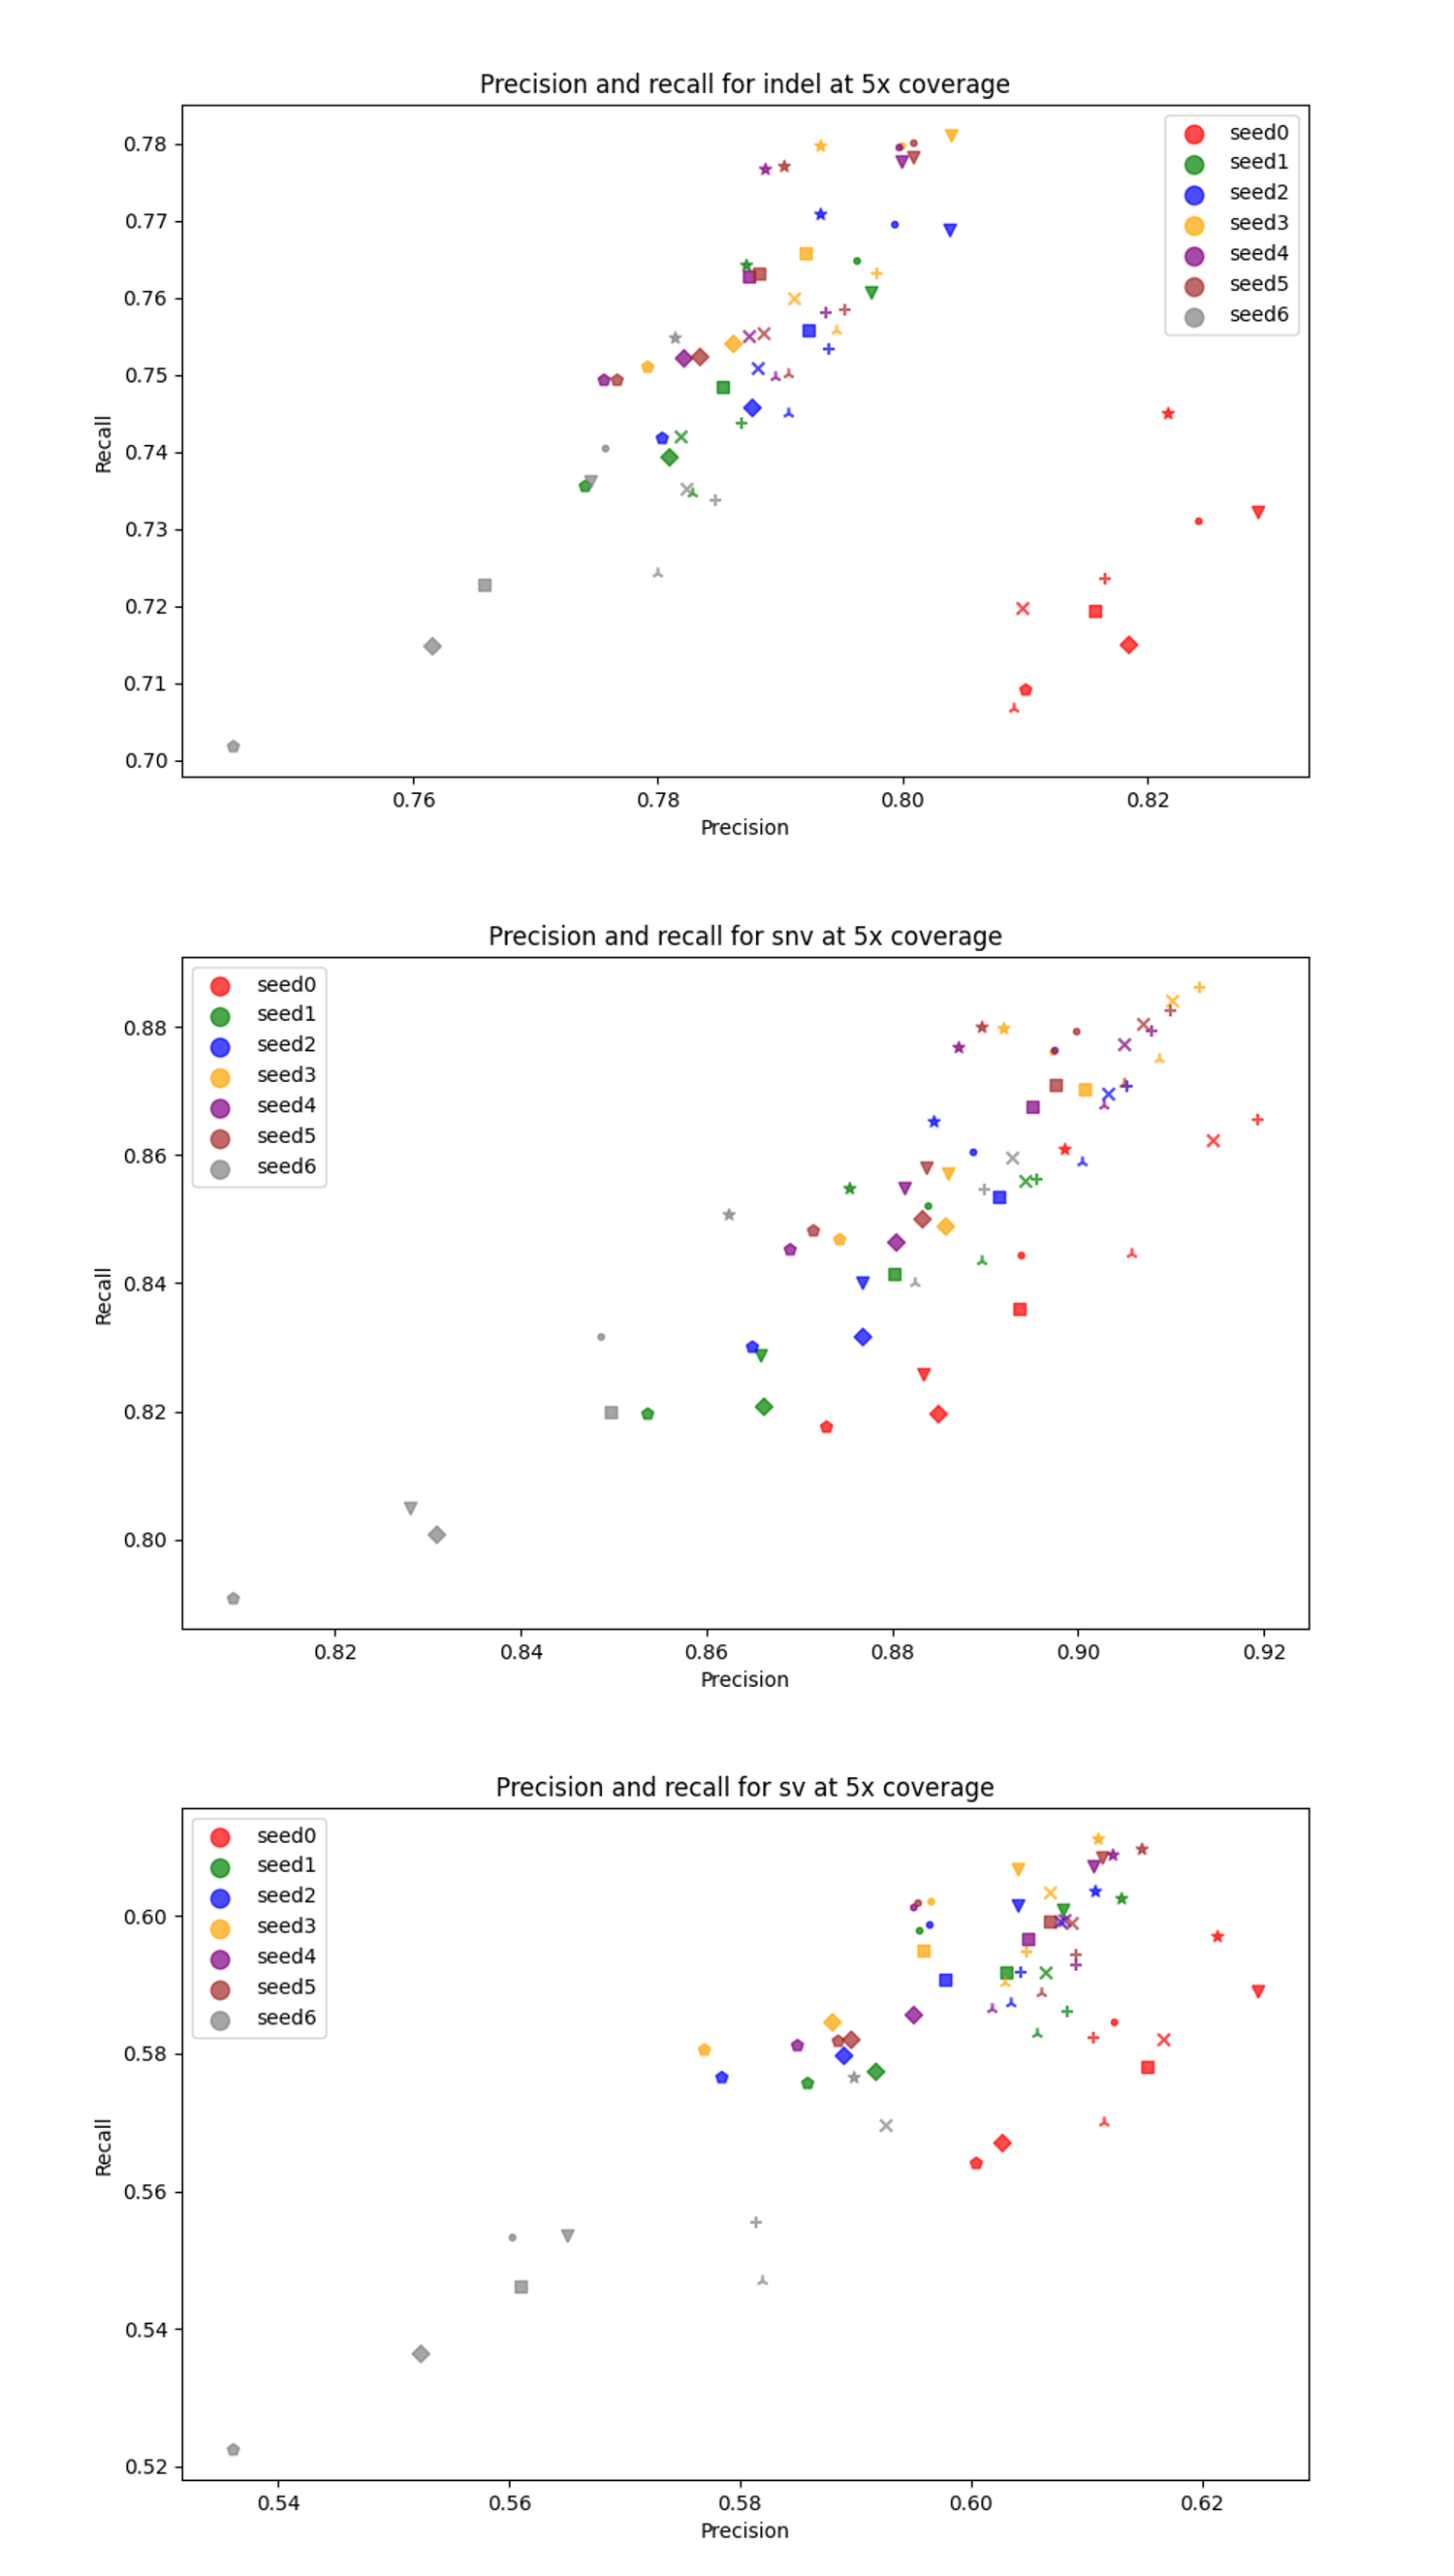 Precision and recall for indel at 5x coverage
0.78
0.77
0.76
0.75
0.74
0.73
0.72
0.71
0.70
Recall
seed0
seed1
seed2
seed3
seed4
seed5
seed6
0.76 0.78 0.80 0.82
Precision
Precision and recall for snv at 5x coverage
0.88
0.86
0.84
0.82
0.80
Recall
seed0
seed1
seed2
seed3
seed4
seed5
seed6
0.82 0.84 0.86 0.88 0.90 0.92
Precision
Precision and recall for sv at 5x coverage
0.60
0.58
0.56
0.54
0.52
Recall
seed0
seed1
seed2
seed3
seed4
seed5
seed6
0.54 0.56 0.58 0.60 0.62
Precision